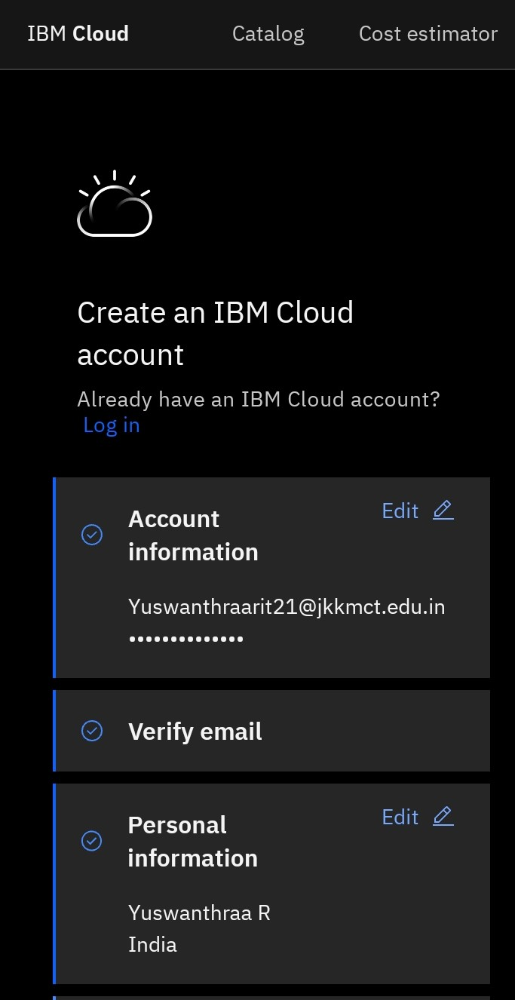 IBM Cloud Catalog Cost estimator
Create an IBM Cloud
account
Already have an IBM Cloud account?
Log in
Account
information
Edit
Yuswanthraarit21@jkkmct.edu.in
••••••••••••••
Verify email
Personal
information
Edit
Yuswanthraa R
India